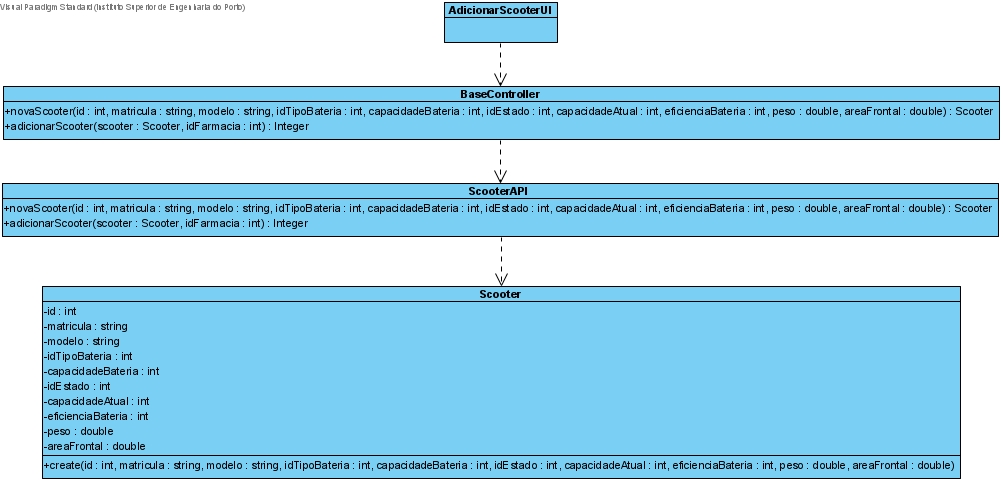 Visual Paradigm Standard (Instituto Superior de Engenharia do Porto)
AdicionarScooterUI
BaseController
+novaScooter(id : int, matricula : string, modelo : string, idTipoBateria : int, capacidadeBateria : int, idEstado : int, capacidadeAtual : int, eficienciaBateria : int, peso : double, areaFrontal : double) : Scooter
+adicionarScooter(scooter : Scooter, idFarmacia : int) : Integer
ScooterAPI
+novaScooter(id : int, matricula : string, modelo : string, idTipoBateria : int, capacidadeBateria : int, idEstado : int, capacidadeAtual : int, eficienciaBateria : int, peso : double, areaFrontal : double) : Scooter
+adicionarScooter(scooter : Scooter, idFarmacia : int) : Integer
Scooter
-id : int
-matricula : string
-modelo : string
-idTipoBateria : int
-capacidadeBateria : int
-idEstado : int
-capacidadeAtual : int
-eficienciaBateria : int
-peso : double
-areaFrontal : double
+create(id : int, matricula : string, modelo : string, idTipoBateria : int, capacidadeBateria : int, idEstado : int, capacidadeAtual : int, eficienciaBateria : int, peso : double, areaFrontal : double)